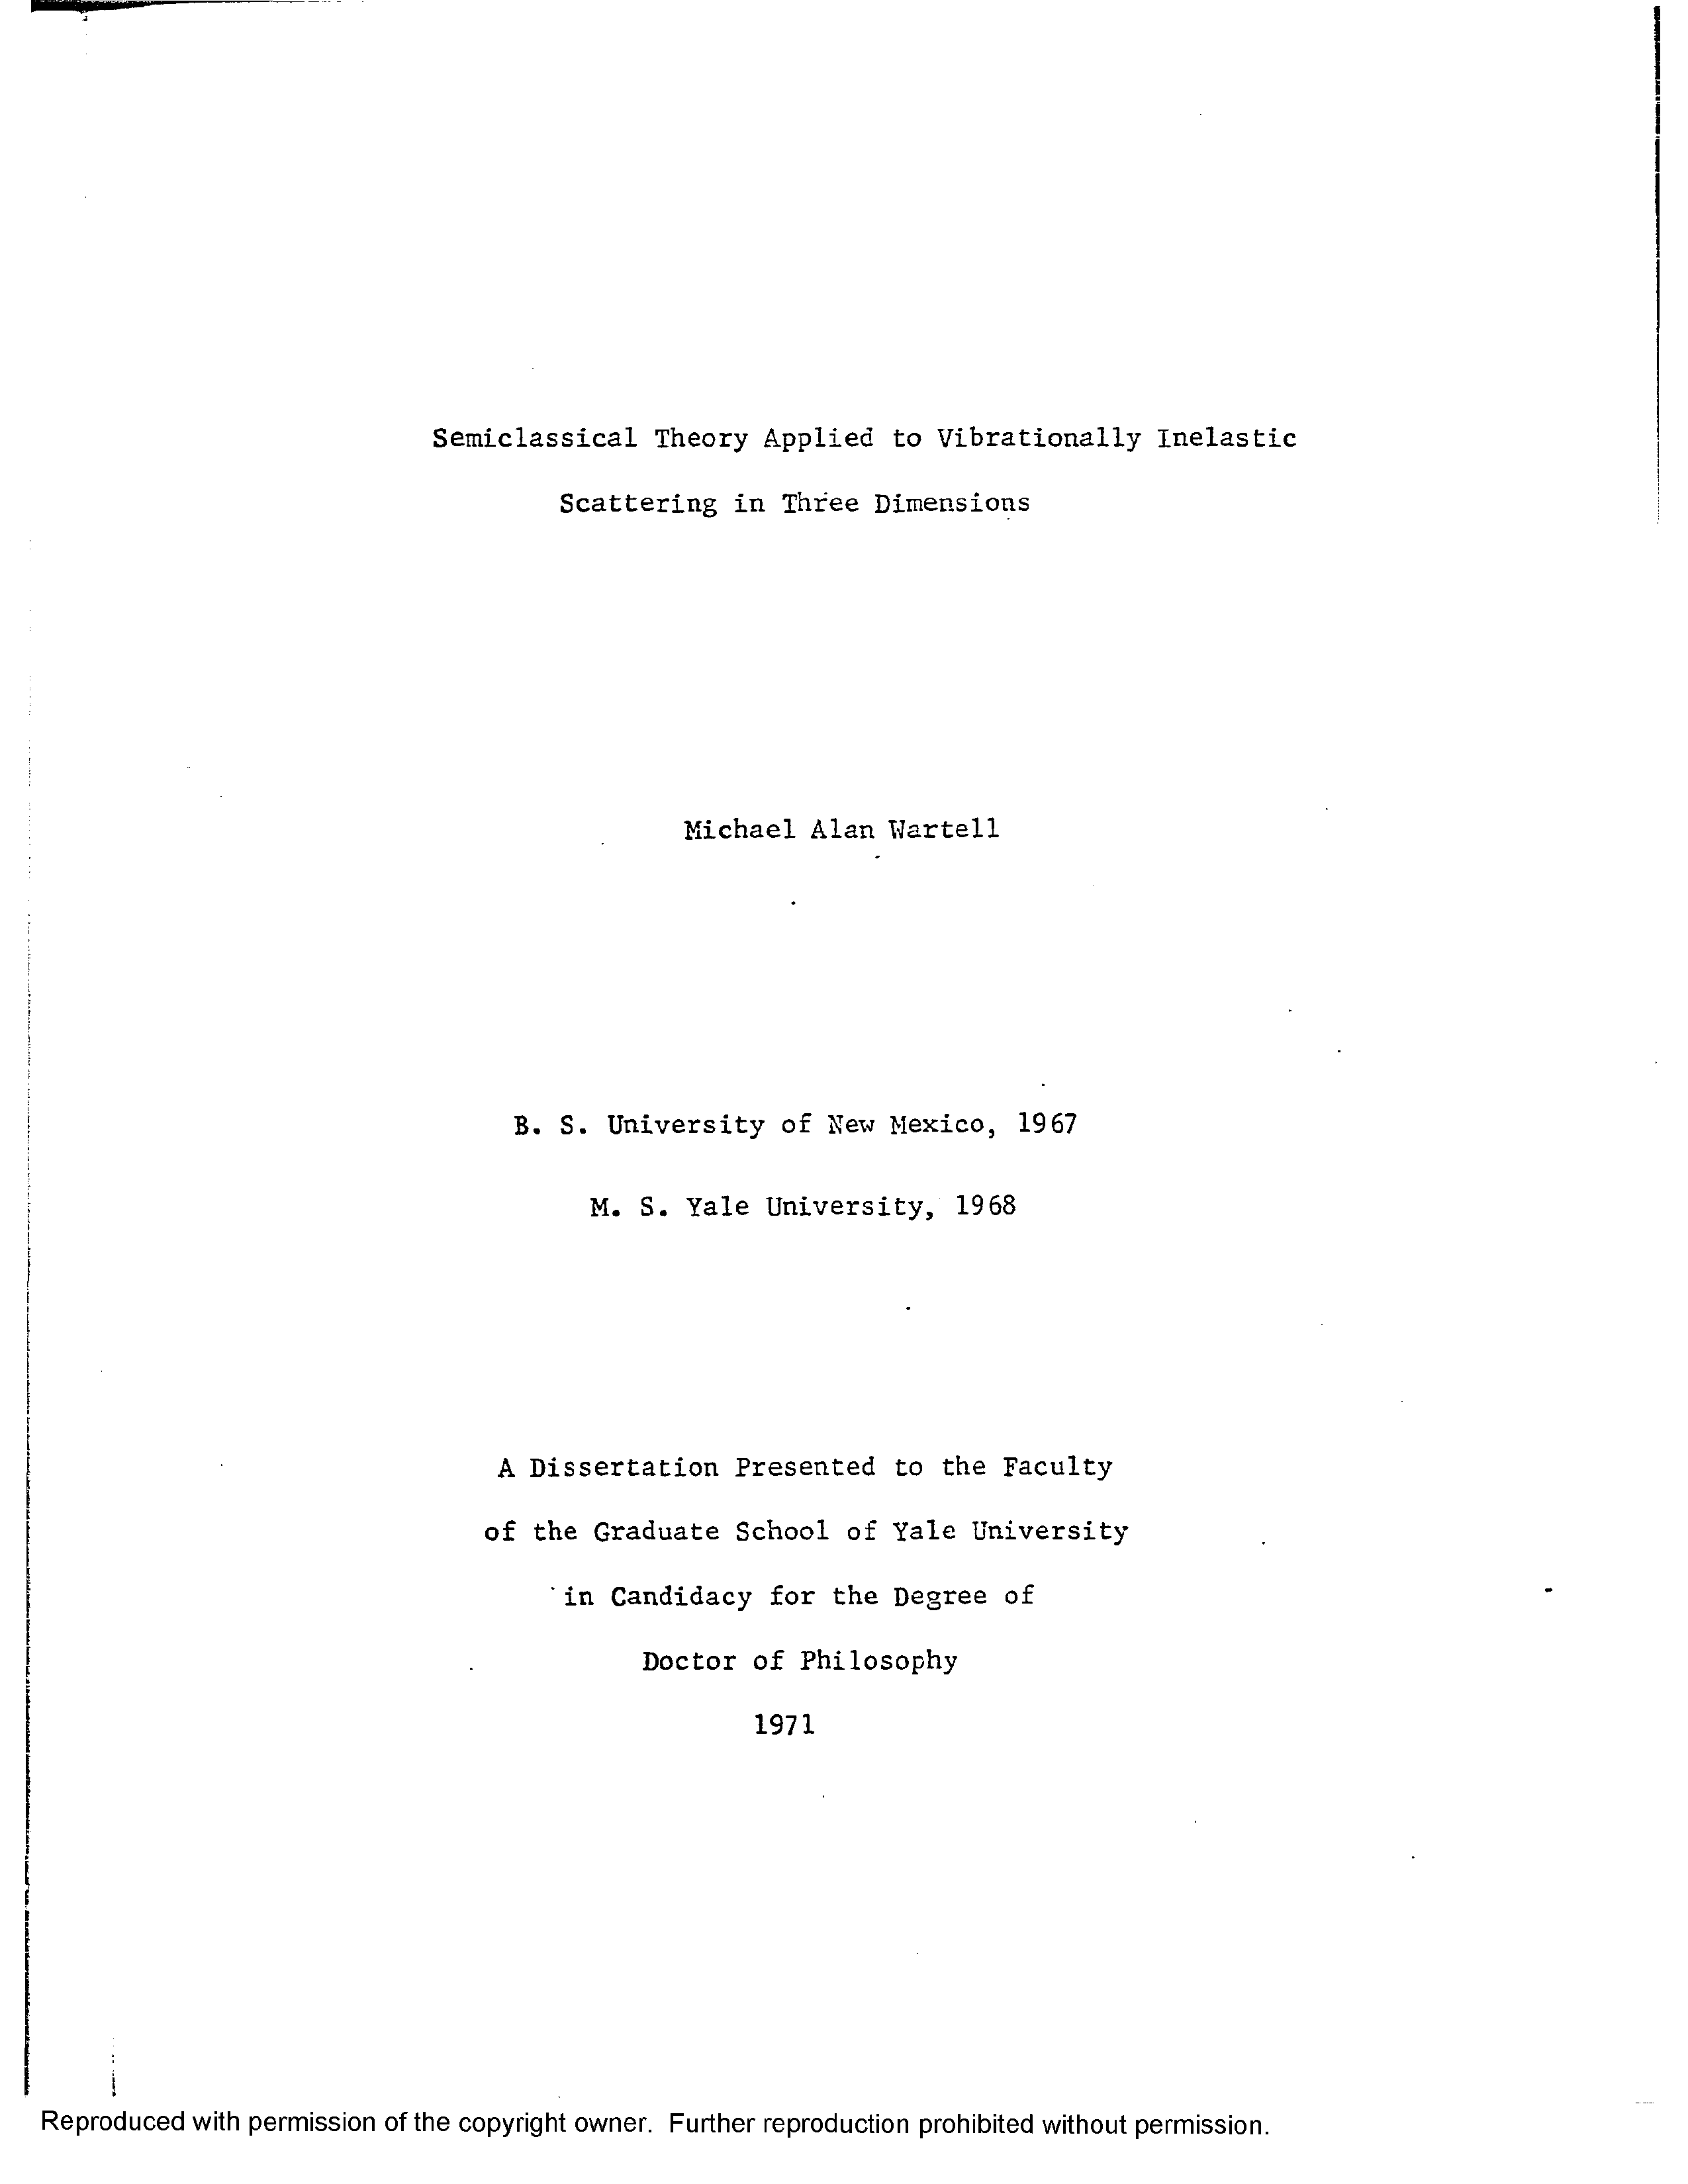 Semiclassical Theory Applied to Vibrationally Inelastic
Scattering in Three Dimensions
Michael Alan Wartell
B. S. University of New Mexico, 1967
M. S. Yale University, 1968
A Dissertation Presented to the Faculty
of the Graduate School of Yale University
in Candidacy for the Degree of
Doctor of Philosophy
1971
Reproduced with permission of the copyright owner. Further reproduction prohibited without permission.